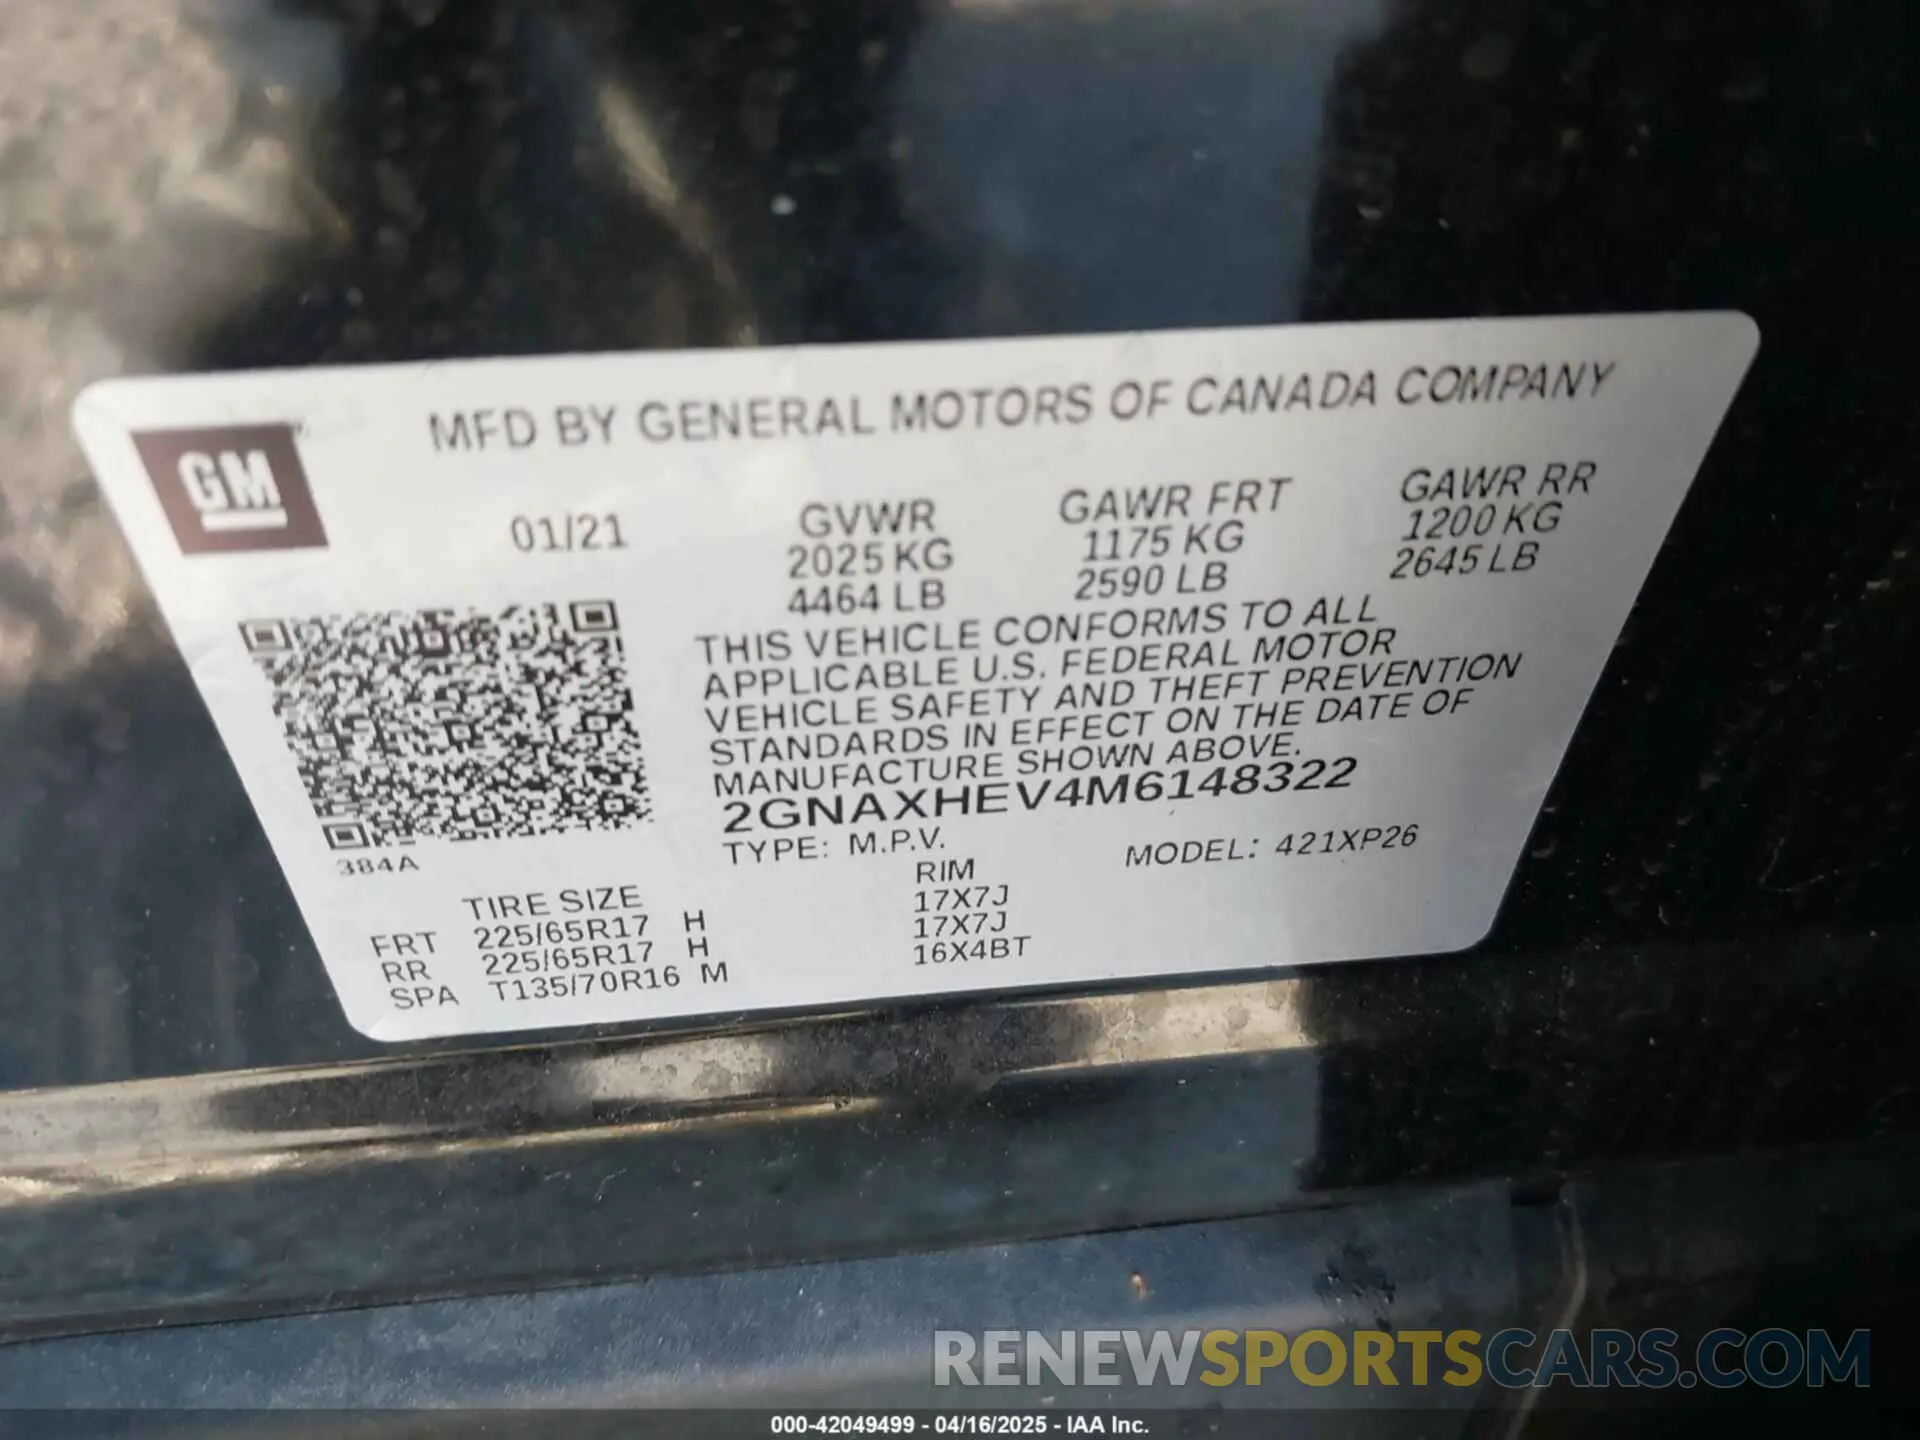 MFD BY GENERAL MOTORS OF CANADA COMPANY
GM
01/21
GVWR
2025 KG
4464 LB
GAWR FRT
1175 KG
2590 LB
GAWR RR
1200 KG
2645 LB
THIS VEHICLE CONFORMS TO ALL
APPLICABLE U.S. FEDERAL MOTOR
VEHICLE SAFETY AND THEFT PREVENTION
STANDARDS IN EFFECT ON THE DATE OF
MANUFACTURE SHOWN ABOVE.
2GNAXHEV4M6148322
TYPE: M.P.V.
MODEL: 421XP26
384A
TIRE SIZE RIM
FRT 225/65R17 H 17X7J
RR 225/65R17 H 17X7J
SPA T135/70R16 M 16X4BT
RENEWSPORTSCARS.COM
000-42049499 - 04/16/2025 - IAA Inc.